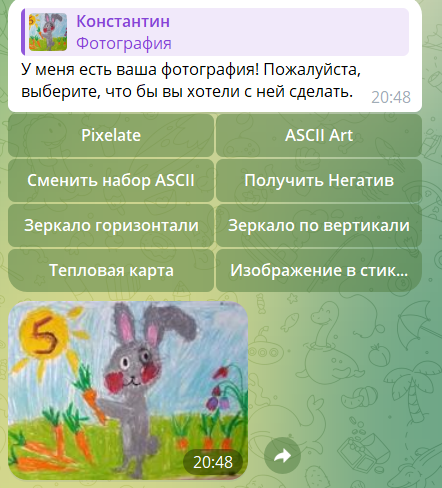 Константин
Фотография
У меня есть ваша фотография! Пожалуйста,
выберите, что бы вы хотели с ней сделать.
20:48
Pixelate
ASCII Art
Сменить набор ASCII
Получить Негатив
Зеркало горизонтали
Зеркало по вертикали
Тепловая карта
Изображение в стик...
5
20:48